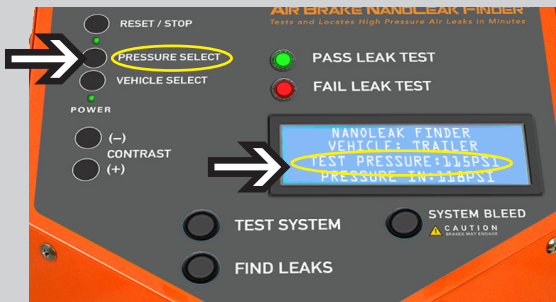 AIR BRAKE NANOLEAK FINDER
Tests and Locates High Pressure Air Leaks in Minutes
RESET / STOP
PRESSURE SELECT
VEHICLE SELECT
POWER
(–)
CONTRAST
(+)
PASS LEAK TEST
FAIL LEAK TEST
NANOLEAK FINDER
VEHICLE: TRAILER
TEST PRESSURE:115PSI
PRESSURE IN:118PSI
TEST SYSTEM
FIND LEAKS
SYSTEM BLEED
CAUTION
BRAKES MAY ENGAGE